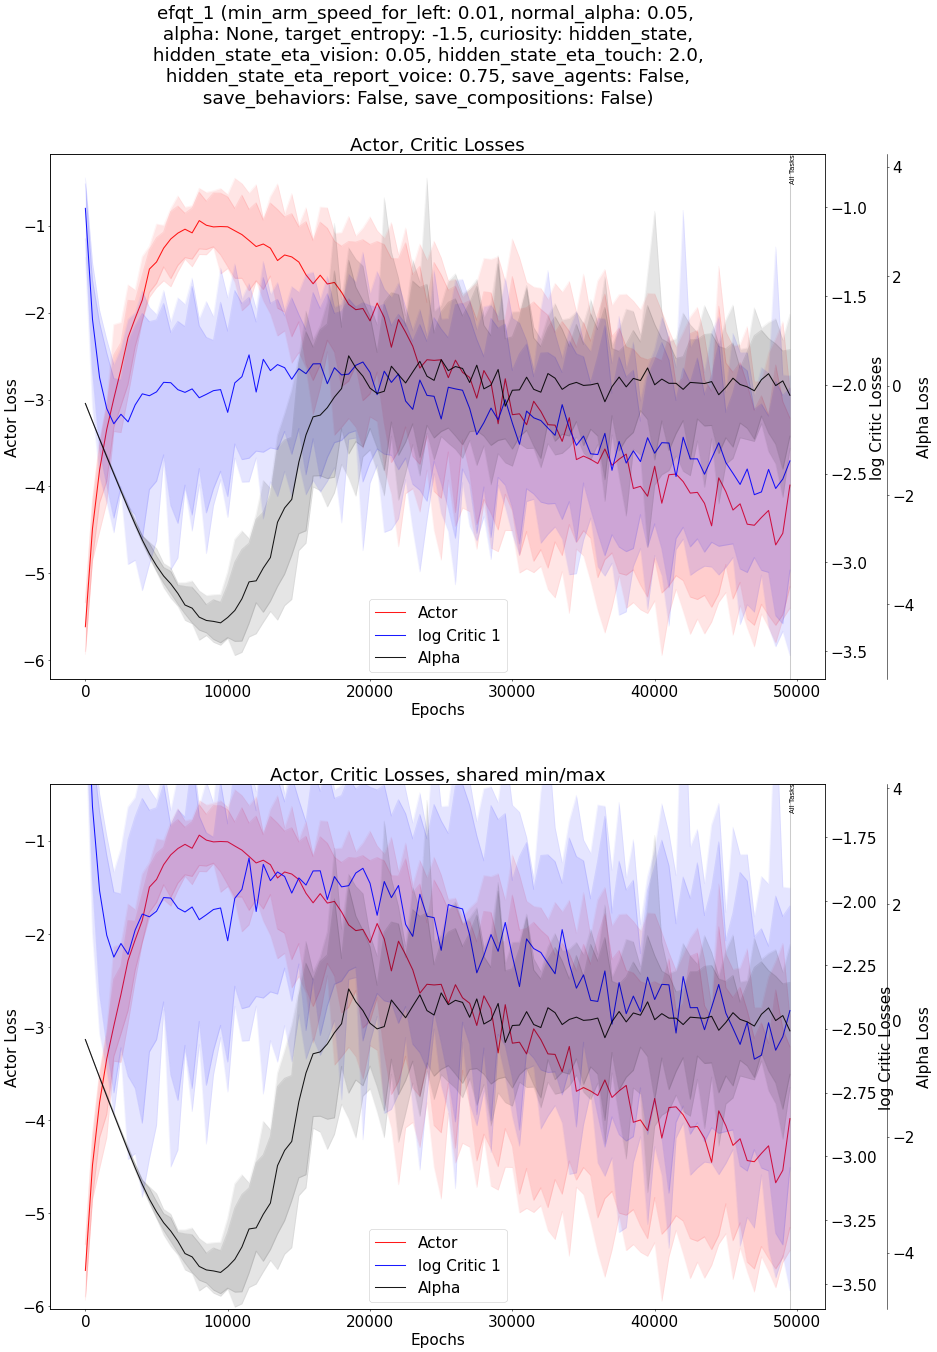 efqt_1 (min_arm_speed_for_left: 0.01, normal_alpha: 0.05,
alpha: None, target_entropy: -1.5, curiosity: hidden_state,
hidden_state_eta_vision: 0.05, hidden_state_eta_touch: 2.0,
hidden_state_eta_report_voice: 0.75, save_agents: False,
save_behaviors: False, save_compositions: False)
Actor, Critic Losses
All Tasks
−1
−2
−3
−4
−5
−6
Actor Loss
−1.0
−1.5
−2.0
−2.5
−3.0
−3.5
log Critic Losses
4
2
0
−2
−4
Alpha Loss
Actor
log Critic 1
Alpha
0
10000
20000
30000
40000
50000
Epochs
Actor, Critic Losses, shared min/max
All Tasks
−1
−2
−3
−4
−5
−6
Actor Loss
−1.75
−2.00
−2.25
−2.50
−2.75
−3.00
−3.25
−3.50
log Critic Losses
4
2
0
−2
−4
Alpha Loss
Actor
log Critic 1
Alpha
0
10000
20000
30000
40000
50000
Epochs